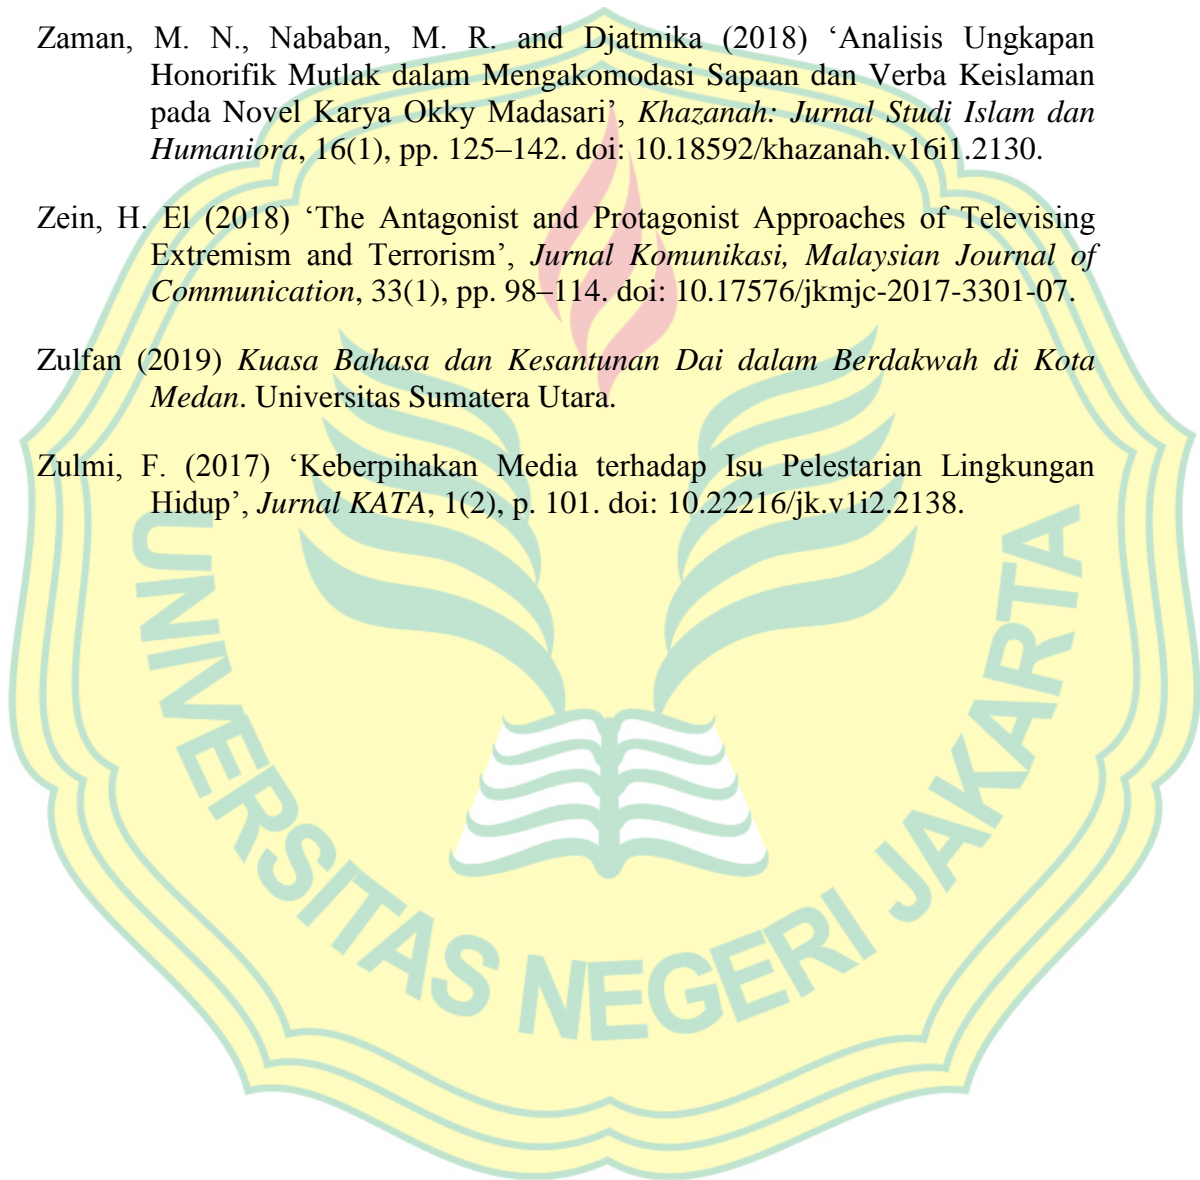 Zaman, M. N., Nababan, M. R. and Djatmika (2018) ‘Analisis Ungkapan
Honorifik Mutlak dalam Mengakomodasi Sapaan dan Verba Keislaman
pada Novel Karya Okky Madasari’, Khazanah: Jurnal Studi Islam dan
Humaniora, 16(1), pp. 125–142. doi: 10.18592/khazanah.v16i1.2130.
Zein, H. El (2018) ‘The Antagonist and Protagonist Approaches of Televising
Extremism and Terrorism’, Jurnal Komunikasi, Malaysian Journal of
Communication, 33(1), pp. 98–114. doi: 10.17576/jkmjc-2017-3301-07.
Zulfan (2019) Kuasa Bahasa dan Kesantunan Dai dalam Berdakwah di Kota
Medan. Universitas Sumatera Utara.
Zulmi, F. (2017) ‘Keberpihakan Media terhadap Isu Pelestarian Lingkungan
Hidup’, Jurnal KATA, 1(2), p. 101. doi: 10.22216/jk.v1i2.2138.
UNIVERSITAS NEGERI JAKARTA